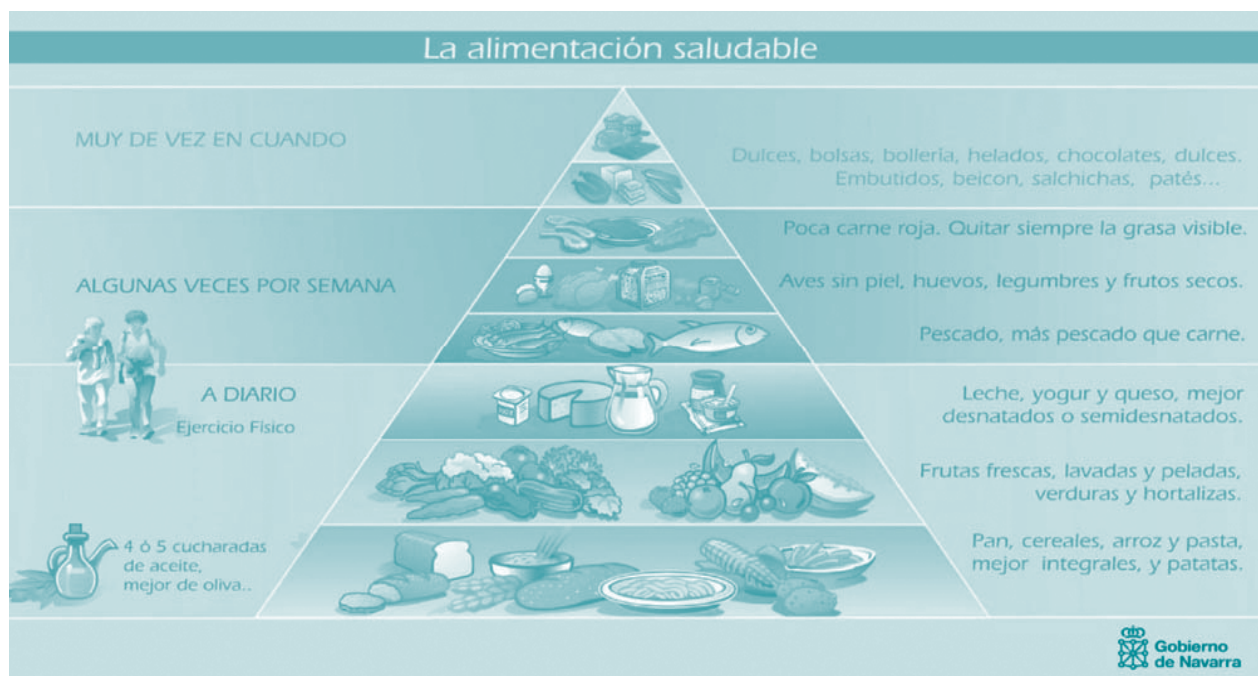 La alimentación saludable
MUY DE VEZ EN CUANDO
Dulces, bolsas, bollería, helados, chocolates, dulces.
Embutidos, beicon, salchichas, patés...
ALGUNAS VECES POR SEMANA
Poca carne roja. Quitar siempre la grasa visible.
Aves sin piel, huevos, legumbres y frutos secos.
Pescado, más pescado que carne.
A DIARIO
Ejercicio Físico
Leche, yogur y queso, mejor
desnatados o semidesnatados.
Frutas frescas, lavadas y peladas,
verduras y hortalizas.
4 ó 5 cucharadas
de aceite,
mejor de oliva..
Pan, cereales, arroz y pasta,
mejor integrales, y patatas.
Gobierno
de Navarra